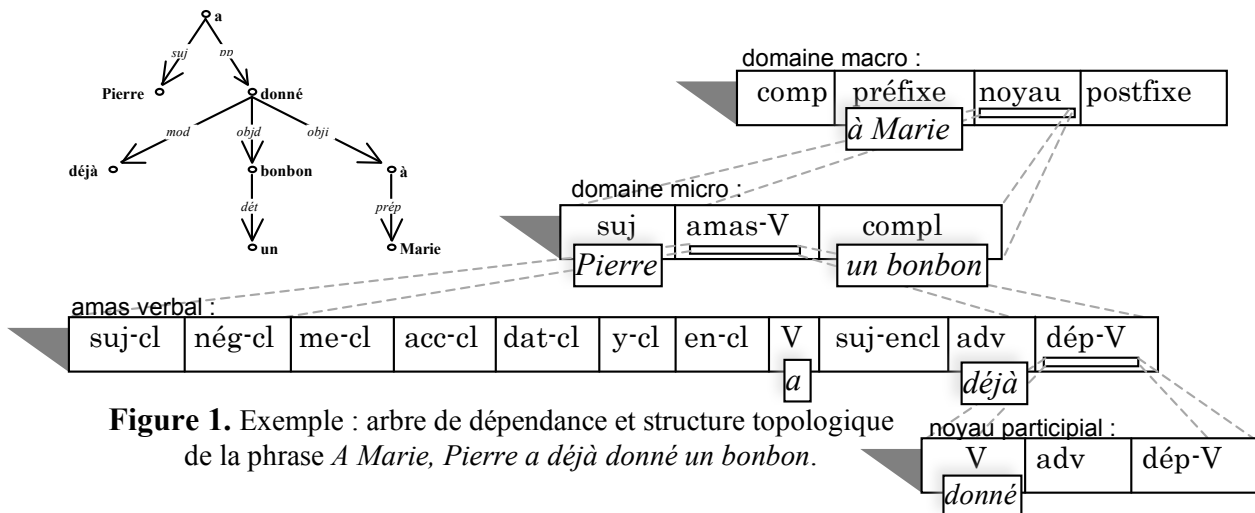 a
suj pp
Pierre donné
mod objd obji
déjà bonbon à
dét prép
un Marie
domaine macro :
comp préfixe noyau postfixe
à Marie
domaine micro :
suj amas-V compl
Pierre un bonbon
amas verbal :
suj-cl nég-cl me-cl acc-cl dat-cl y-cl en-cl V suj-encl adv dép-V
a déjà
noyau participial :
V adv dép-V
donné
Figure 1. Exemple : arbre de dépendance et structure topologique
de la phrase A Marie, Pierre a déjà donné un bonbon.